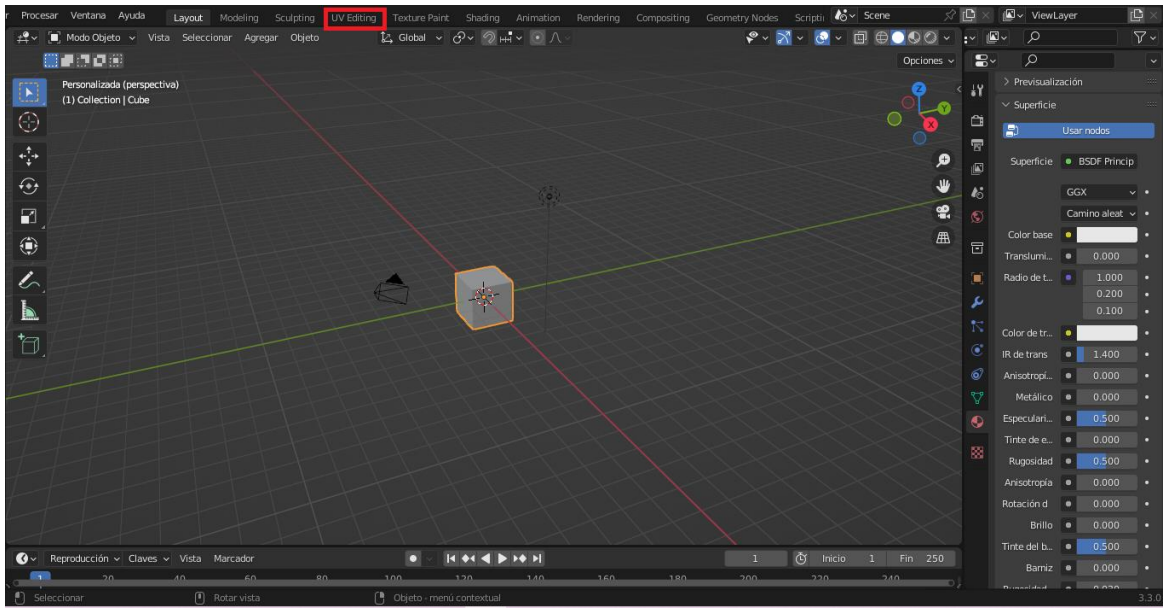 Procesar Ventana Ayuda Layout Modeling Sculpting UV Editing Texture Paint Shading Animation Rendering Compositing Geometry Nodes Scripti Scene ViewLayer
Modo Objeto Vista Seleccionar Agregar Objeto Global
Opciones
Personalizada (perspectiva)
(1) Collection | Cube
Z
Y
X
Previsualización
Superficie
Usar nodos
Superficie BSDF Princip
GGX
Camino aleat
Color base
Translumi... 0.000
Radio de t... 1.000
0.200
0.100
Color de tr...
IR de trans 1.400
Anisotropí... 0.000
Metálico 0.000
Especulari... 0.500
Tinte de e... 0.000
Rugosidad 0.500
Anisotropía 0.000
Rotación d 0.000
Brillo 0.000
Tinte del b... 0.500
Barniz 0.000
Reproducción Claves Vista Marcador 1 Inicio 1 Fin 250
1 20 40 60 80 100 120 140 160 180 200 220 240
Seleccionar Rotar vista Objeto - menú contextual 3.3.0